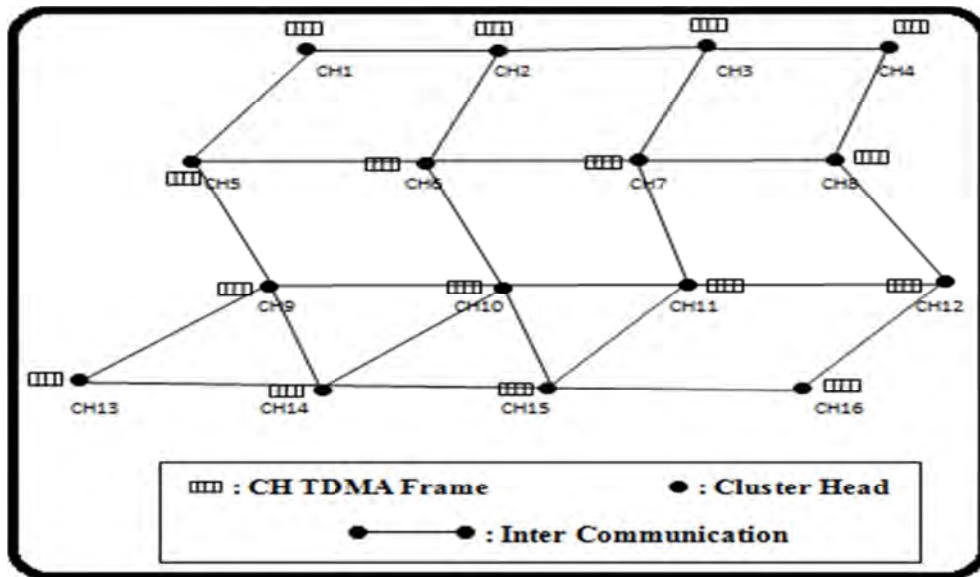 CH1
CH2
CH3
CH4
CH5
CH6
CH7
CH8
CH9
CH10
CH11
CH12
CH13
CH14
CH15
CH16
: CH TDMA Frame
: Cluster Head
: Inter Communication